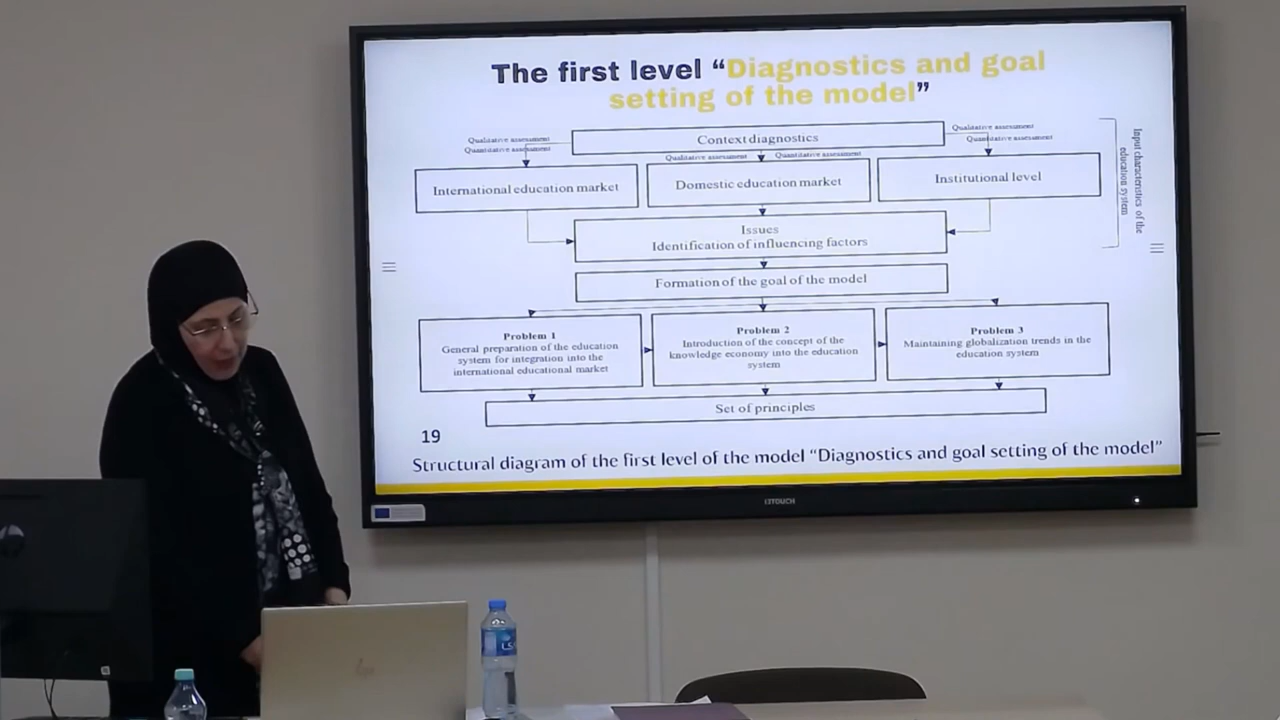 The first level “Diagnostics and goal
setting of the model”
Qualitative assessment
Quantitative assessment
Context diagnostics
Qualitative assessment
Quantitative assessment
Qualitative assessment
Quantitative assessment
International education market
Domestic education market
Institutional level
Input characteristics of the
education system
Issues
Identification of influencing factors
Formation of the goal of the model
Problem 1
General preparation of the education
system for integration into the
international educational market
Problem 2
Introduction of the concept of the
knowledge economy into the education
system
Problem 3
Maintaining globalization trends in the
education system
Set of principles
19
Structural diagram of the first level of the model “Diagnostics and goal setting of the model”
hp